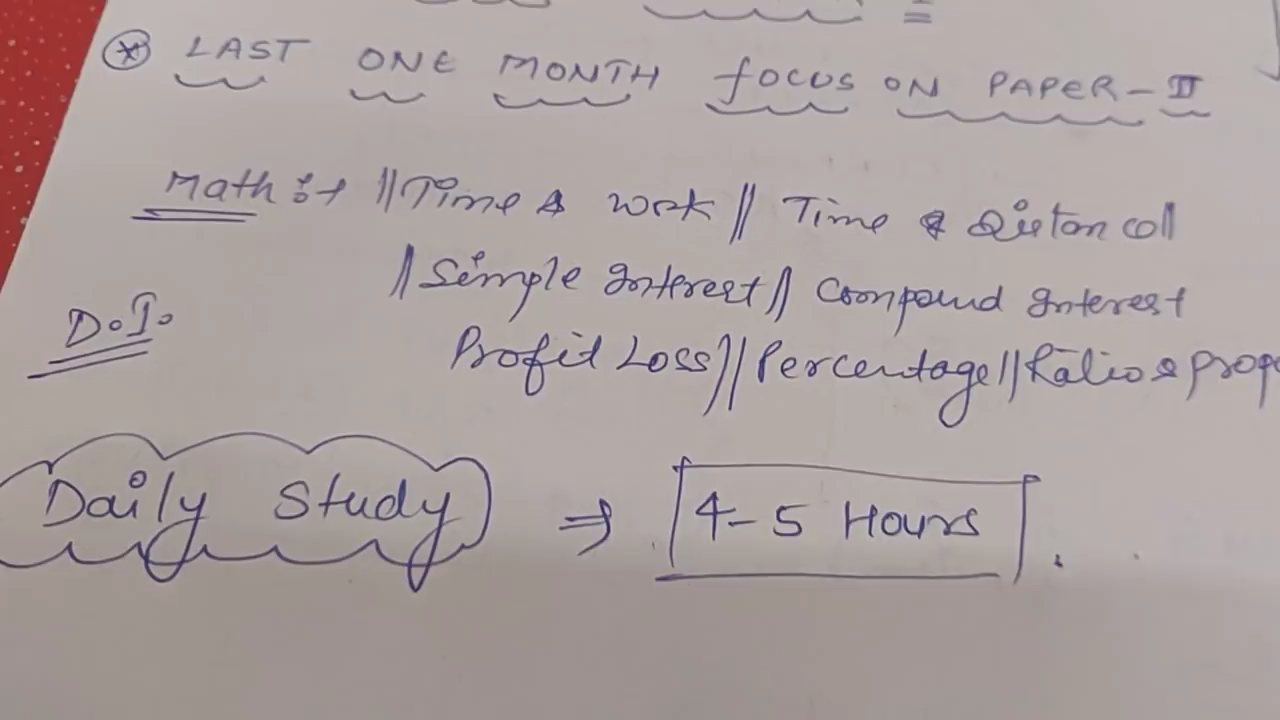 * LAST ONE MONTH fOCUS ON PAPER-II
Math :+ || Time & work || Time & Distance ||
|| Simple Interest || Compound Interest
D.I.
Profit Loss || Percentage || Ratio & prop
Daily Study ⇒ 4-5 Hours.